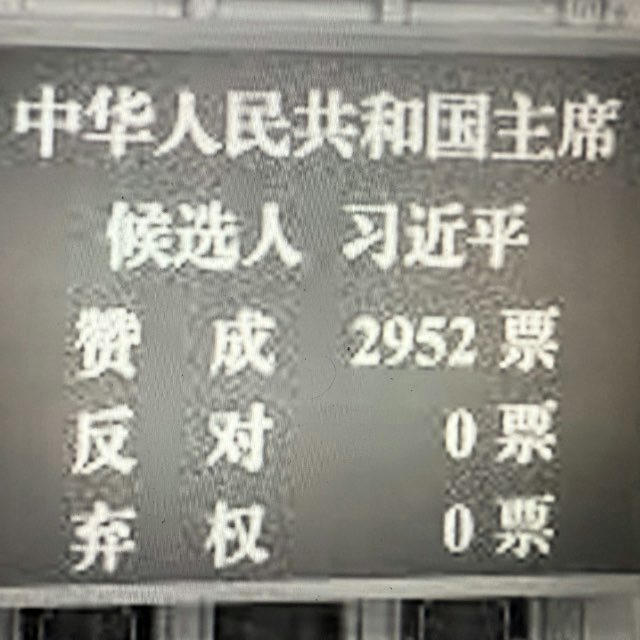 中华人民共和国主席
候选人 习近平
赞 成 2952 票
反 对 0 票
弃 权 0 票